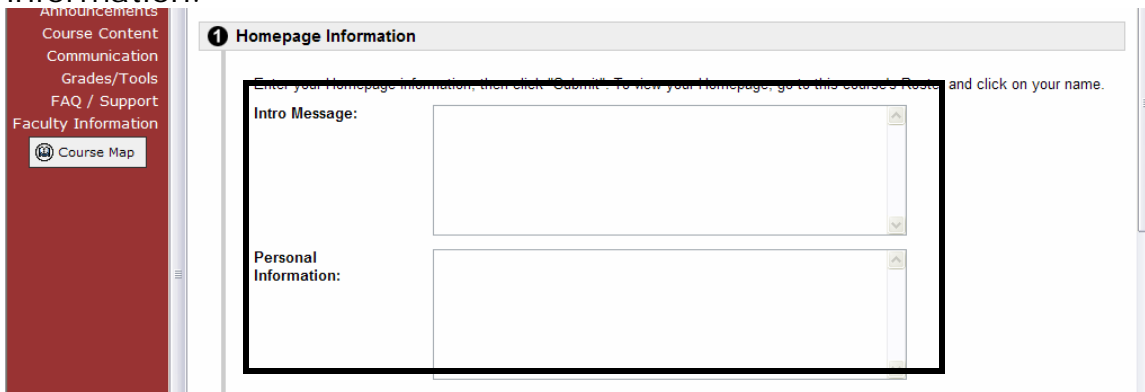 information.
Announcements
Course Content
Communication
Grades/Tools
FAQ / Support
Faculty Information
Course Map
1 Homepage Information
Enter your Homepage information, then click "Submit". To view your Homepage, go to this course's Roster and click on your name.
Intro Message:
Personal
Information: